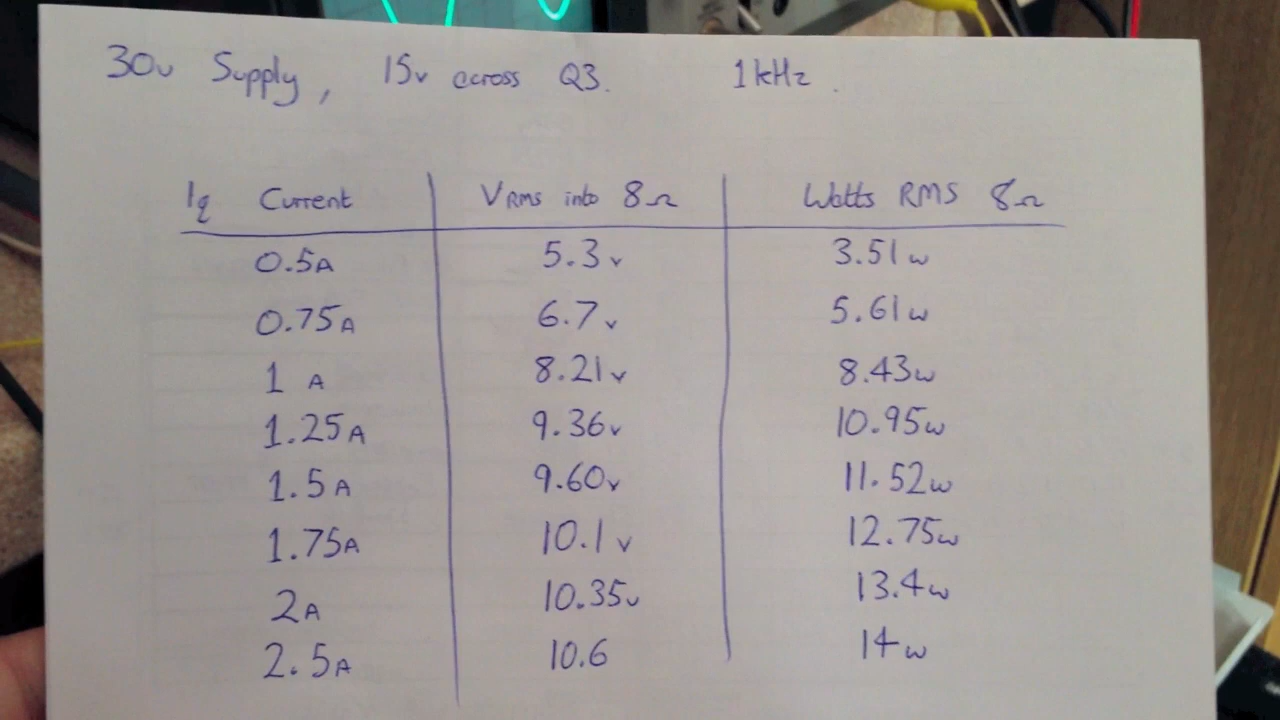 30v Supply, 15v across Q3. 1kHz.
Iq Current VRMS into 8Ω Watts RMS 8Ω
0.5A 5.3v 3.51w
0.75A 6.7v 5.61w
1 A 8.21v 8.43w
1.25A 9.36v 10.95w
1.5A 9.60v 11.52w
1.75A 10.1v 12.75w
2A 10.35v 13.4w
2.5A 10.6 14w